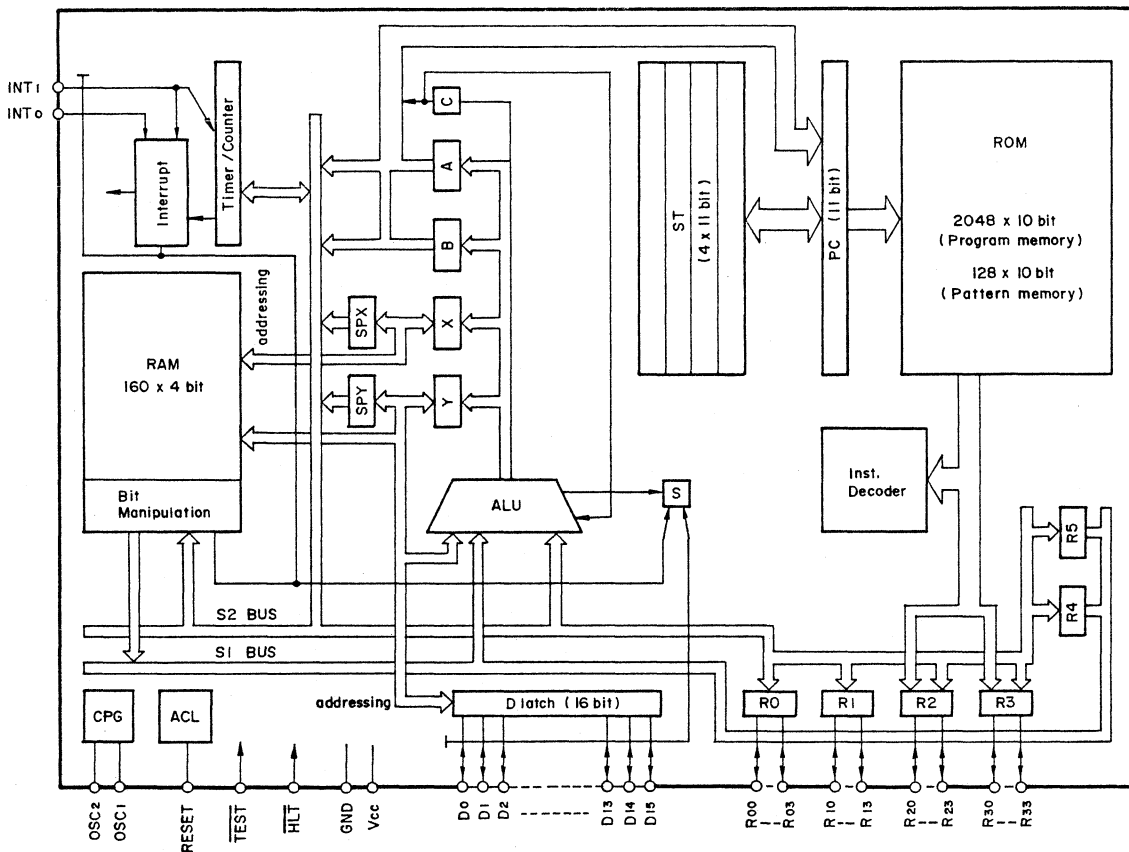 INT1
INT0
Interrupt
Timer/Counter
C
A
B
SPX
X
SPY
Y
addressing
RAM
160 x 4 bit
Bit
Manipulation
ALU
S
ST
(4 x 11 bit)
PC (11 bit)
ROM
2048 x 10 bit
(Program memory)
128 x 10 bit
(Pattern memory)
Inst.
Decoder
R5
R4
S2 BUS
S1 BUS
addressing
D latch (16 bit)
R0
R1
R2
R3
CPG
ACL
OSC2
OSC1
RESET
TEST
HLT
GND
Vcc
D0
D1
D2
D13
D14
D15
R00
R03
R10
R13
R20
R23
R30
R33